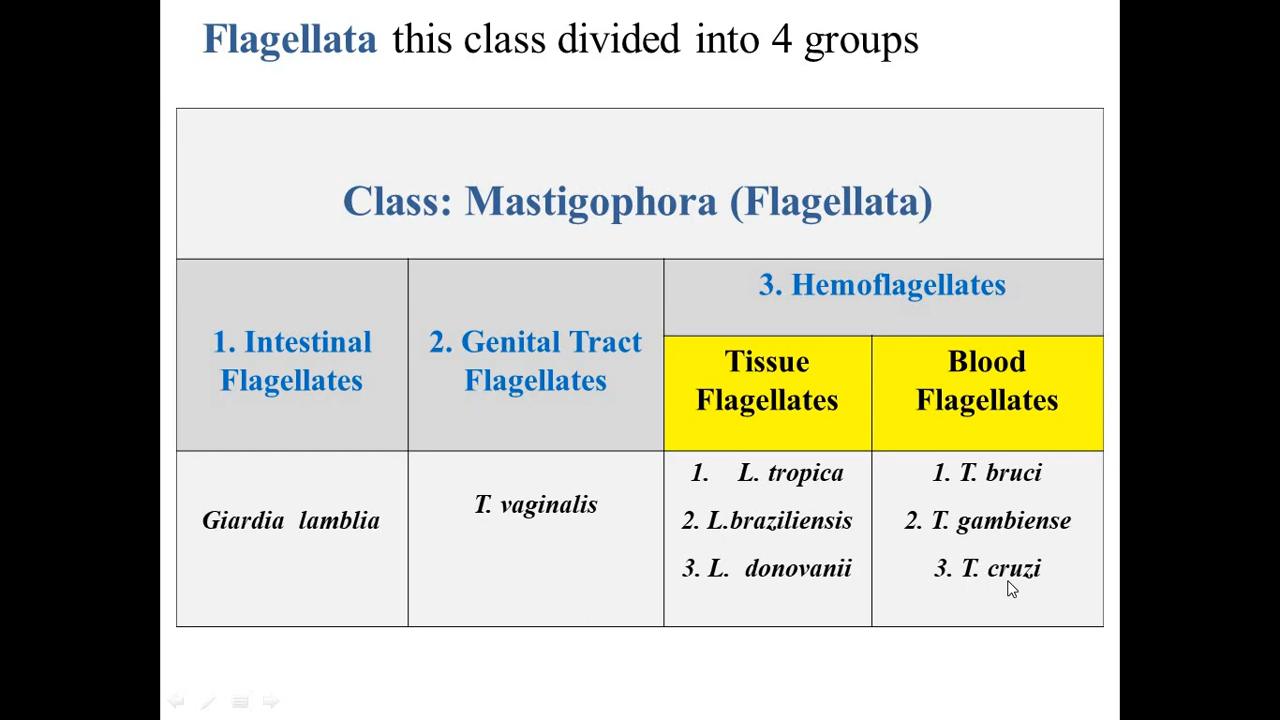 Flagellata this class divided into 4 groups
Class: Mastigophora (Flagellata)
1. Intestinal
Flagellates
2. Genital Tract
Flagellates
3. Hemoflagellates
Tissue
Flagellates
Blood
Flagellates
Giardia lamblia
T. vaginalis
1. L. tropica
2. L.braziliensis
3. L. donovanii
1. T. bruci
2. T. gambiense
3. T. cruzi